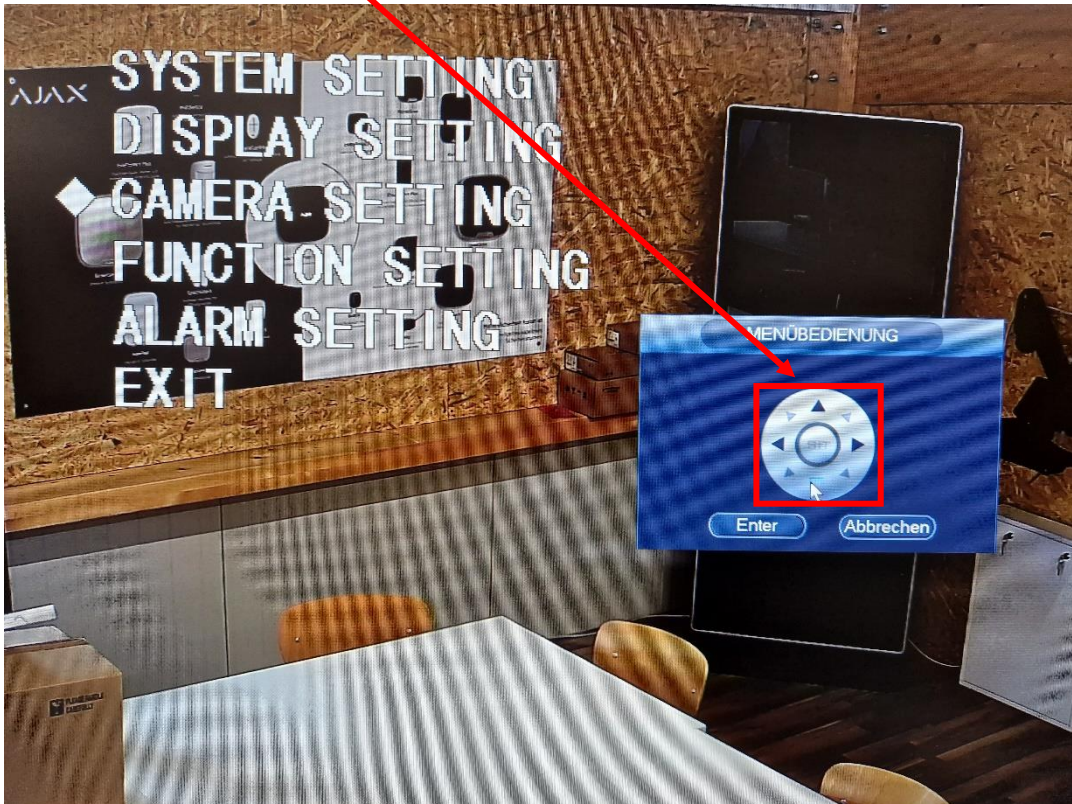 AJAX
SYSTEM SETTING
DISPLAY SETTING
CAMERA SETTING
FUNCTION SETTING
ALARM SETTING
EXIT
MENÜBEDIENUNG
Enter
Abbrechen